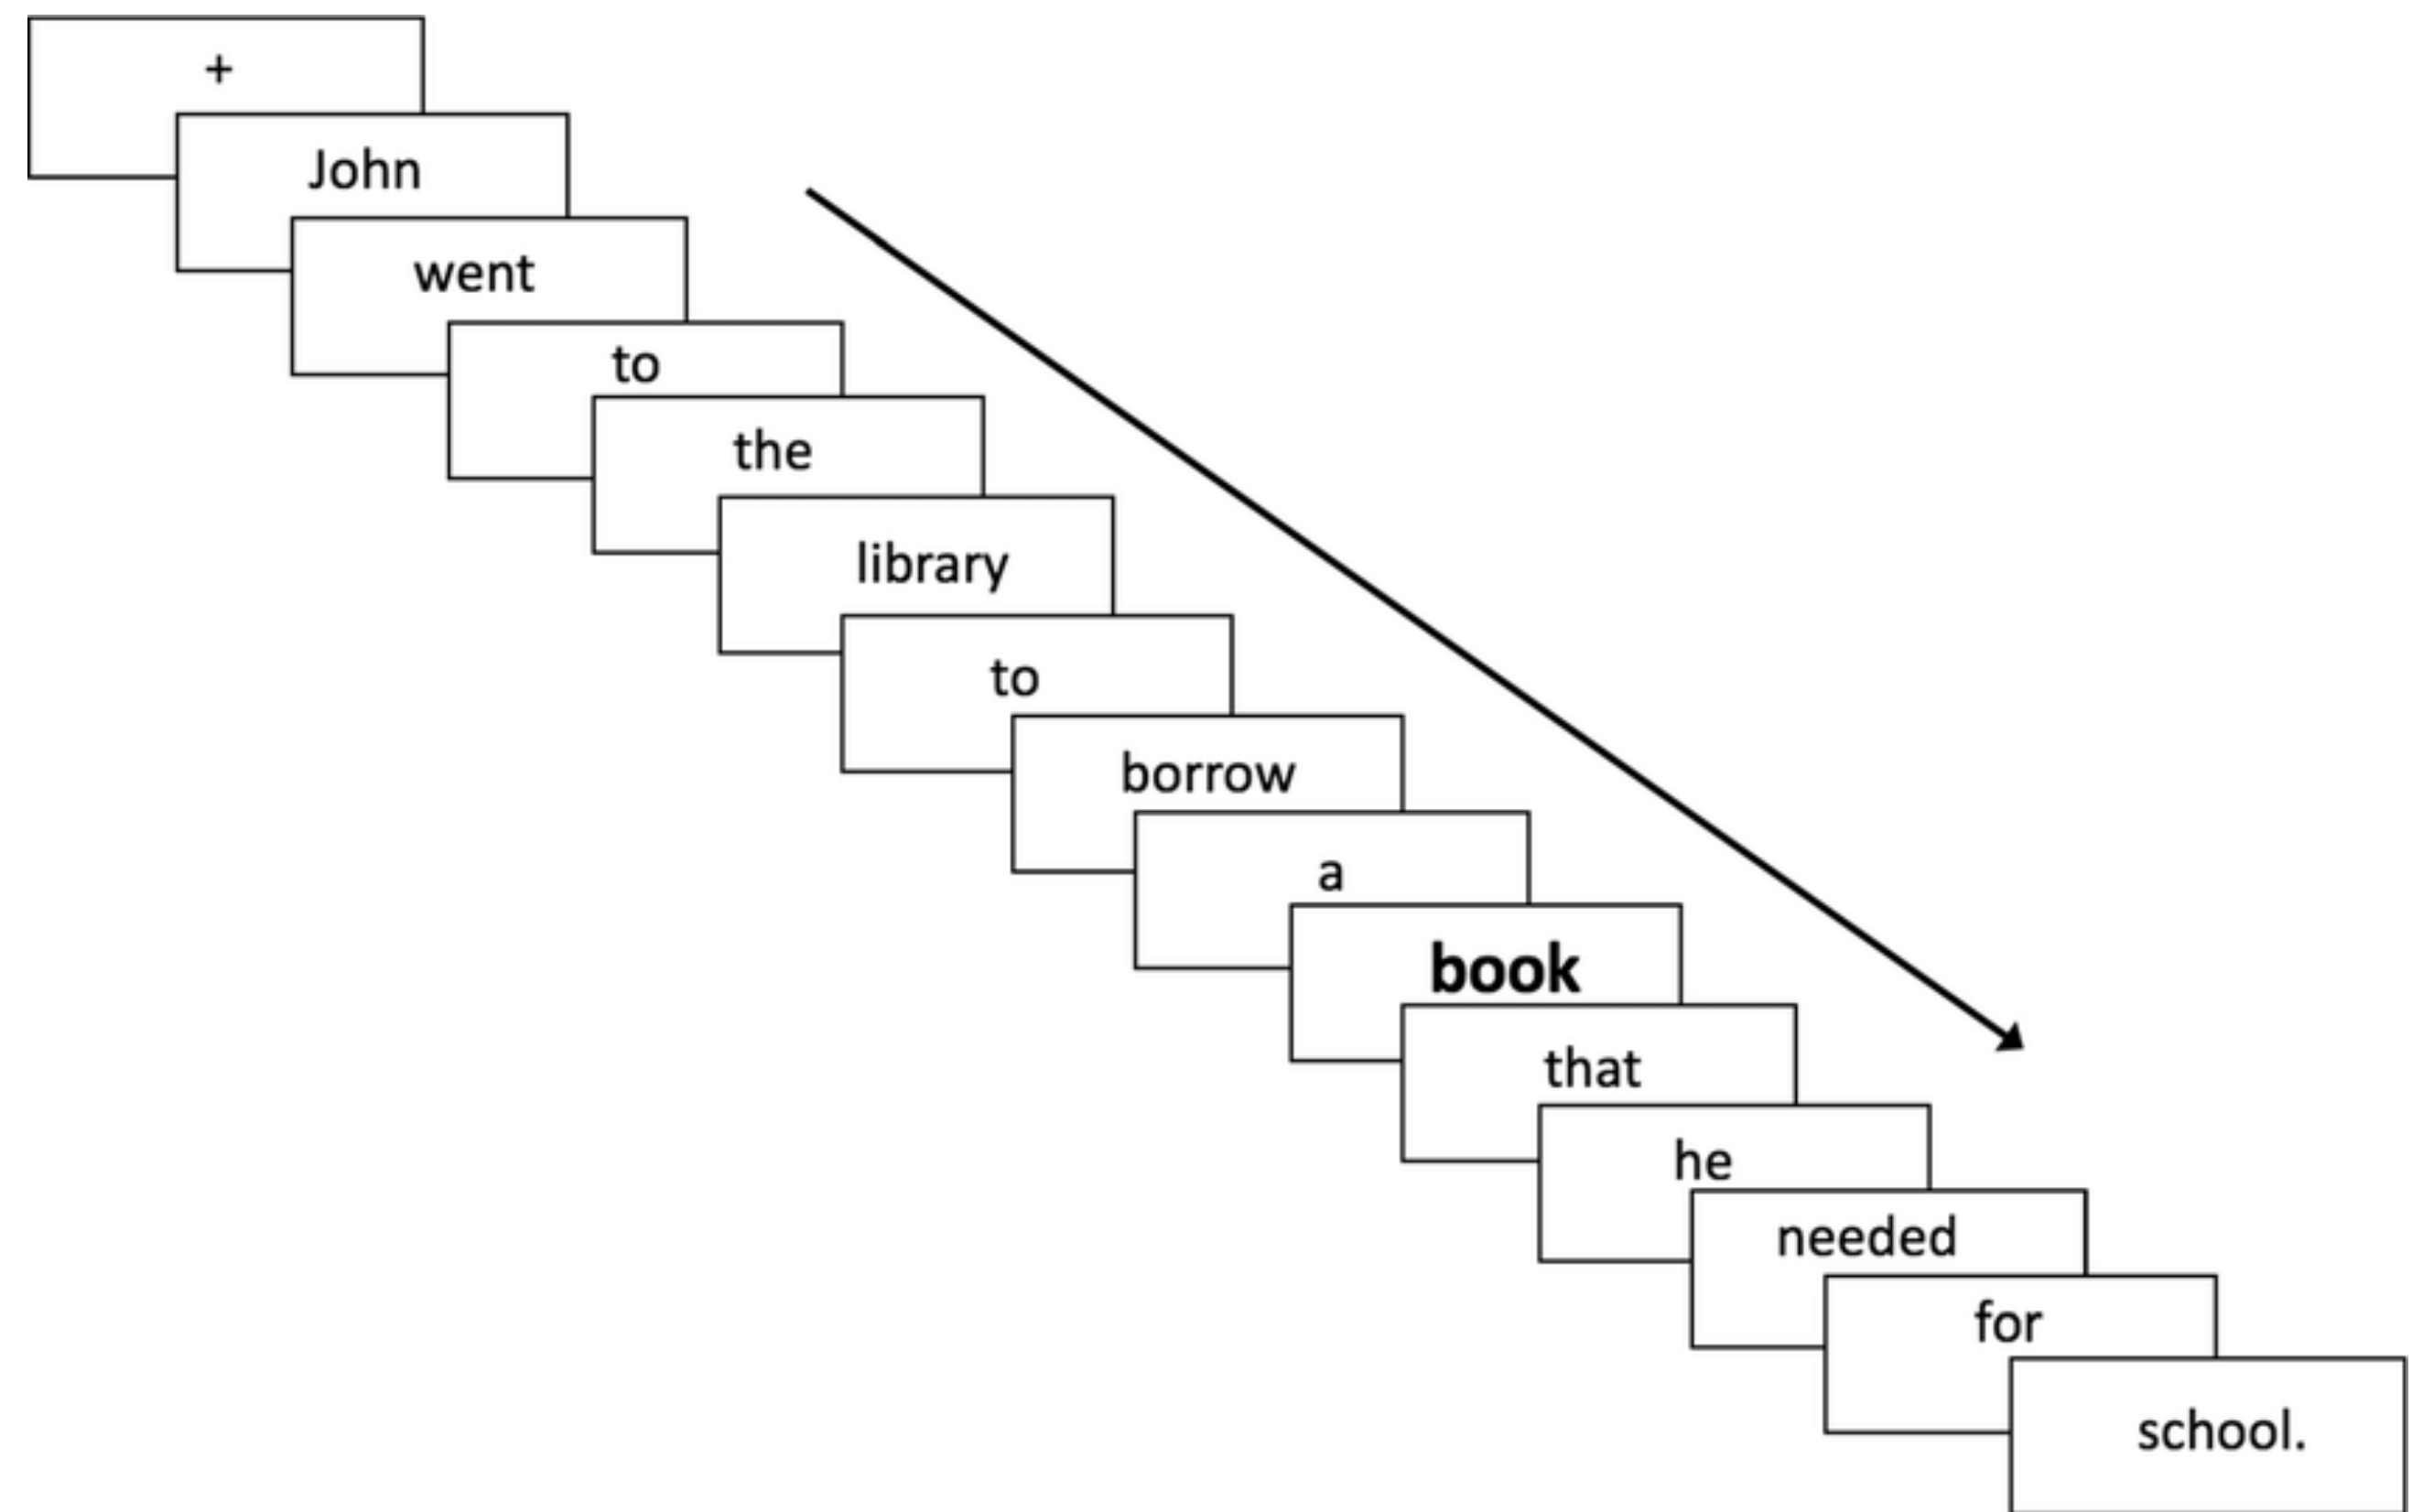 +
John
went
to
the
library
to
borrow
a
book
that
he
needed
for
school.